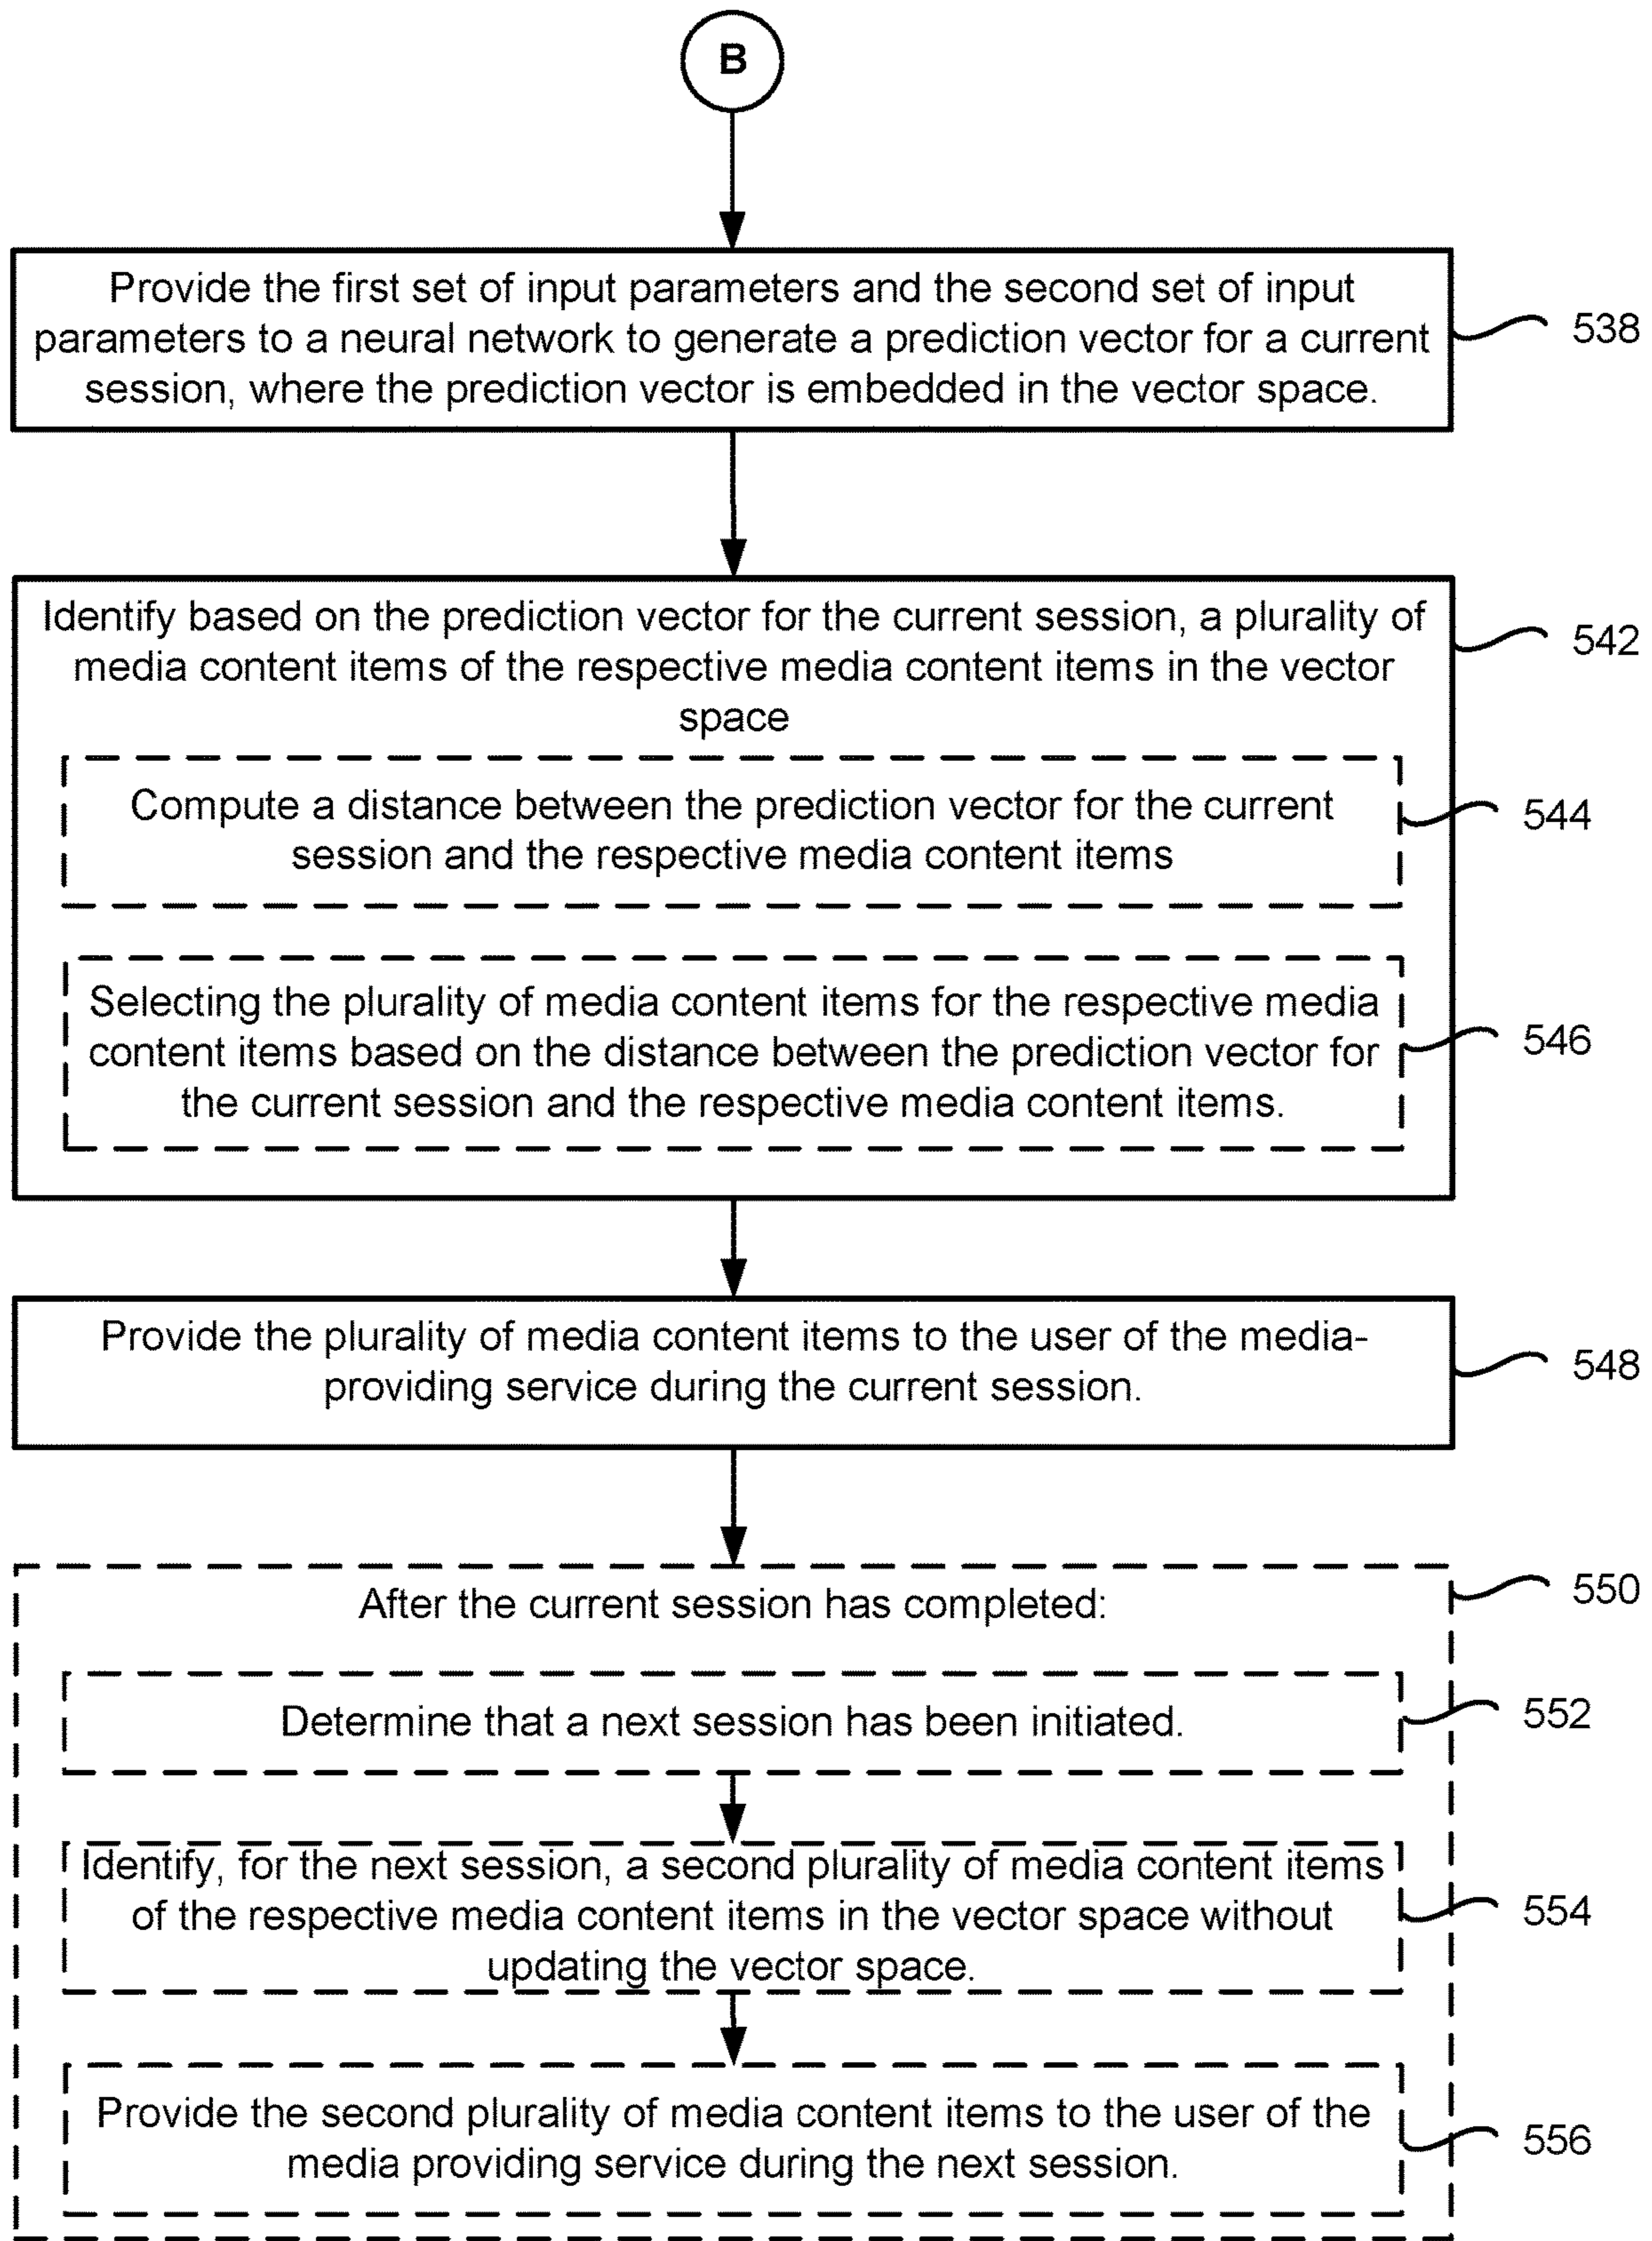 B
Provide the first set of input parameters and the second set of input
parameters to a neural network to generate a prediction vector for a current
session, where the prediction vector is embedded in the vector space.
538
Identify based on the prediction vector for the current session, a plurality of
media content items of the respective media content items in the vector
space
542
Compute a distance between the prediction vector for the current
session and the respective media content items
544
Selecting the plurality of media content items for the respective media
content items based on the distance between the prediction vector for
the current session and the respective media content items.
546
Provide the plurality of media content items to the user of the media-
providing service during the current session.
548
After the current session has completed:
550
Determine that a next session has been initiated.
552
Identify, for the next session, a second plurality of media content items
of the respective media content items in the vector space without
updating the vector space.
554
Provide the second plurality of media content items to the user of the
media providing service during the next session.
556